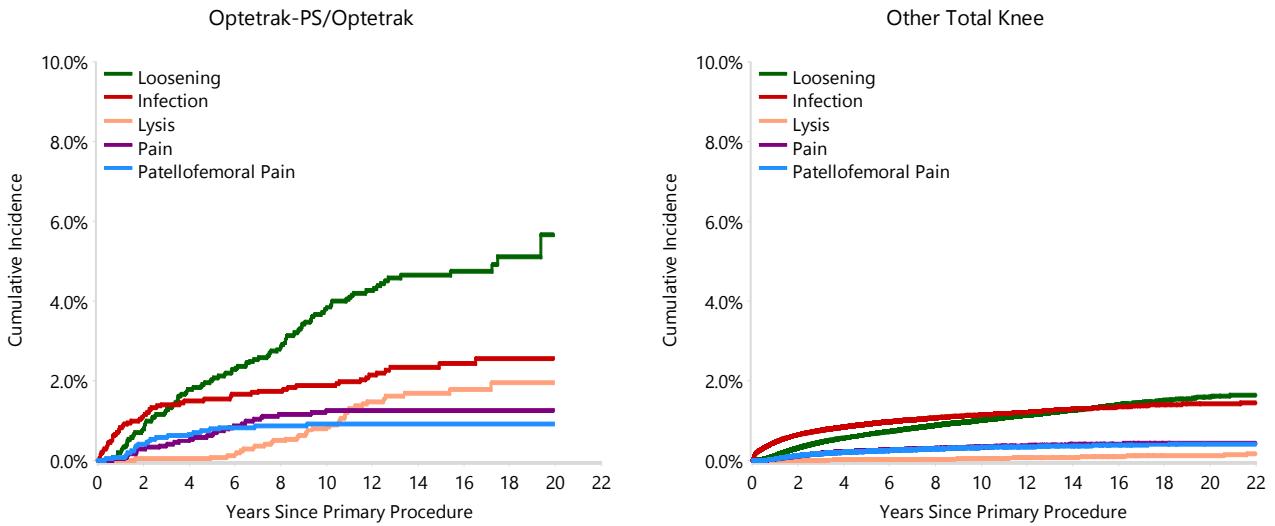 Optetrak-PS/Optetrak
Cumulative Incidence
10.0%
8.0%
6.0%
4.0%
2.0%
0.0%
Loosening
Infection
Lysis
Pain
Patellofemoral Pain
0 2 4 6 8 10 12 14 16 18 20 22
Years Since Primary Procedure
Other Total Knee
Cumulative Incidence
10.0%
8.0%
6.0%
4.0%
2.0%
0.0%
Loosening
Infection
Lysis
Pain
Patellofemoral Pain
0 2 4 6 8 10 12 14 16 18 20 22
Years Since Primary Procedure